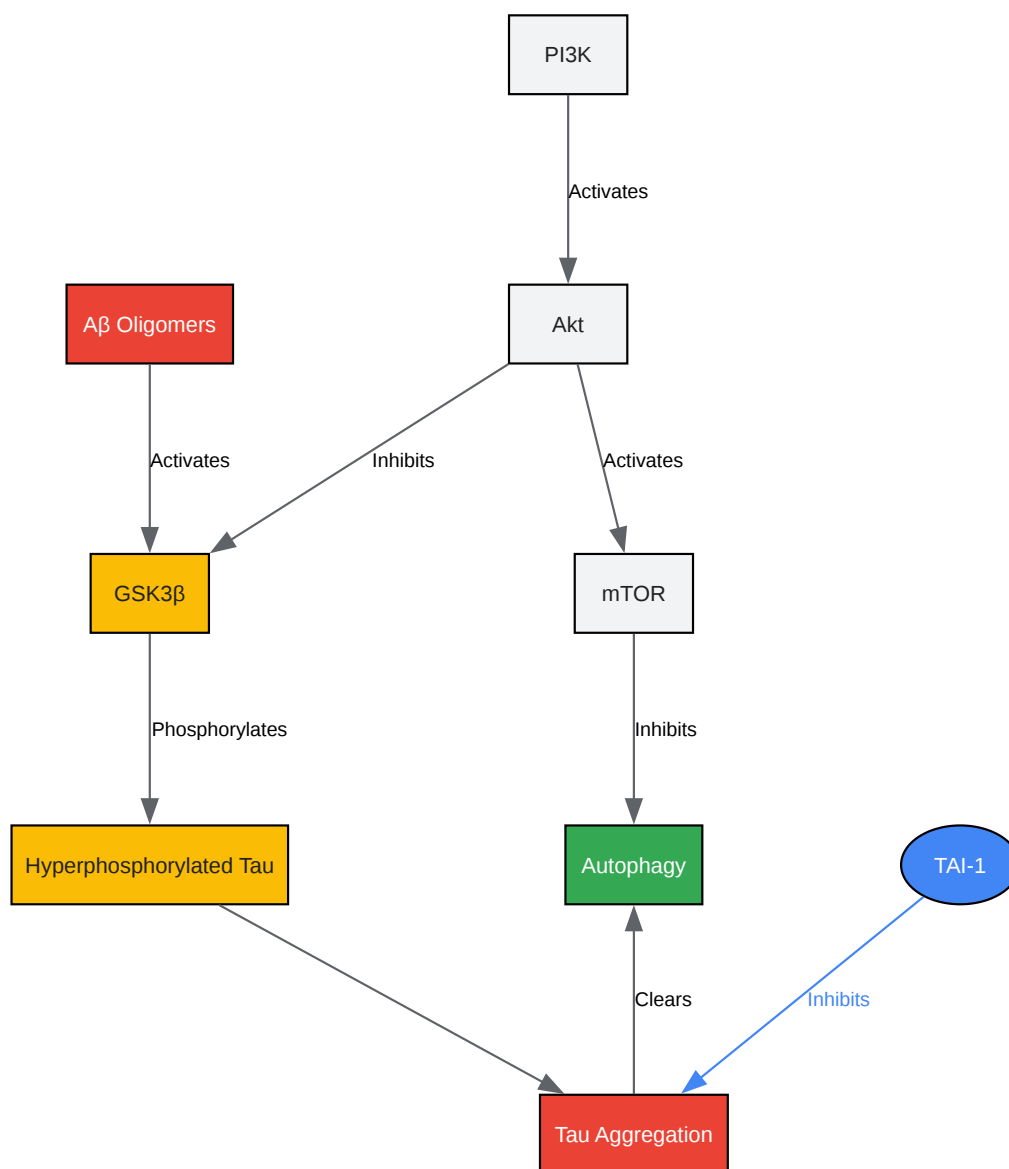 PI3K
Activates
Aβ Oligomers
Akt
Activates
Inhibits
Activates
GSK3β
mTOR
Phosphorylates
Inhibits
Hyperphosphorylated Tau
Autophagy
TAI-1
Clears
Inhibits
Tau Aggregation